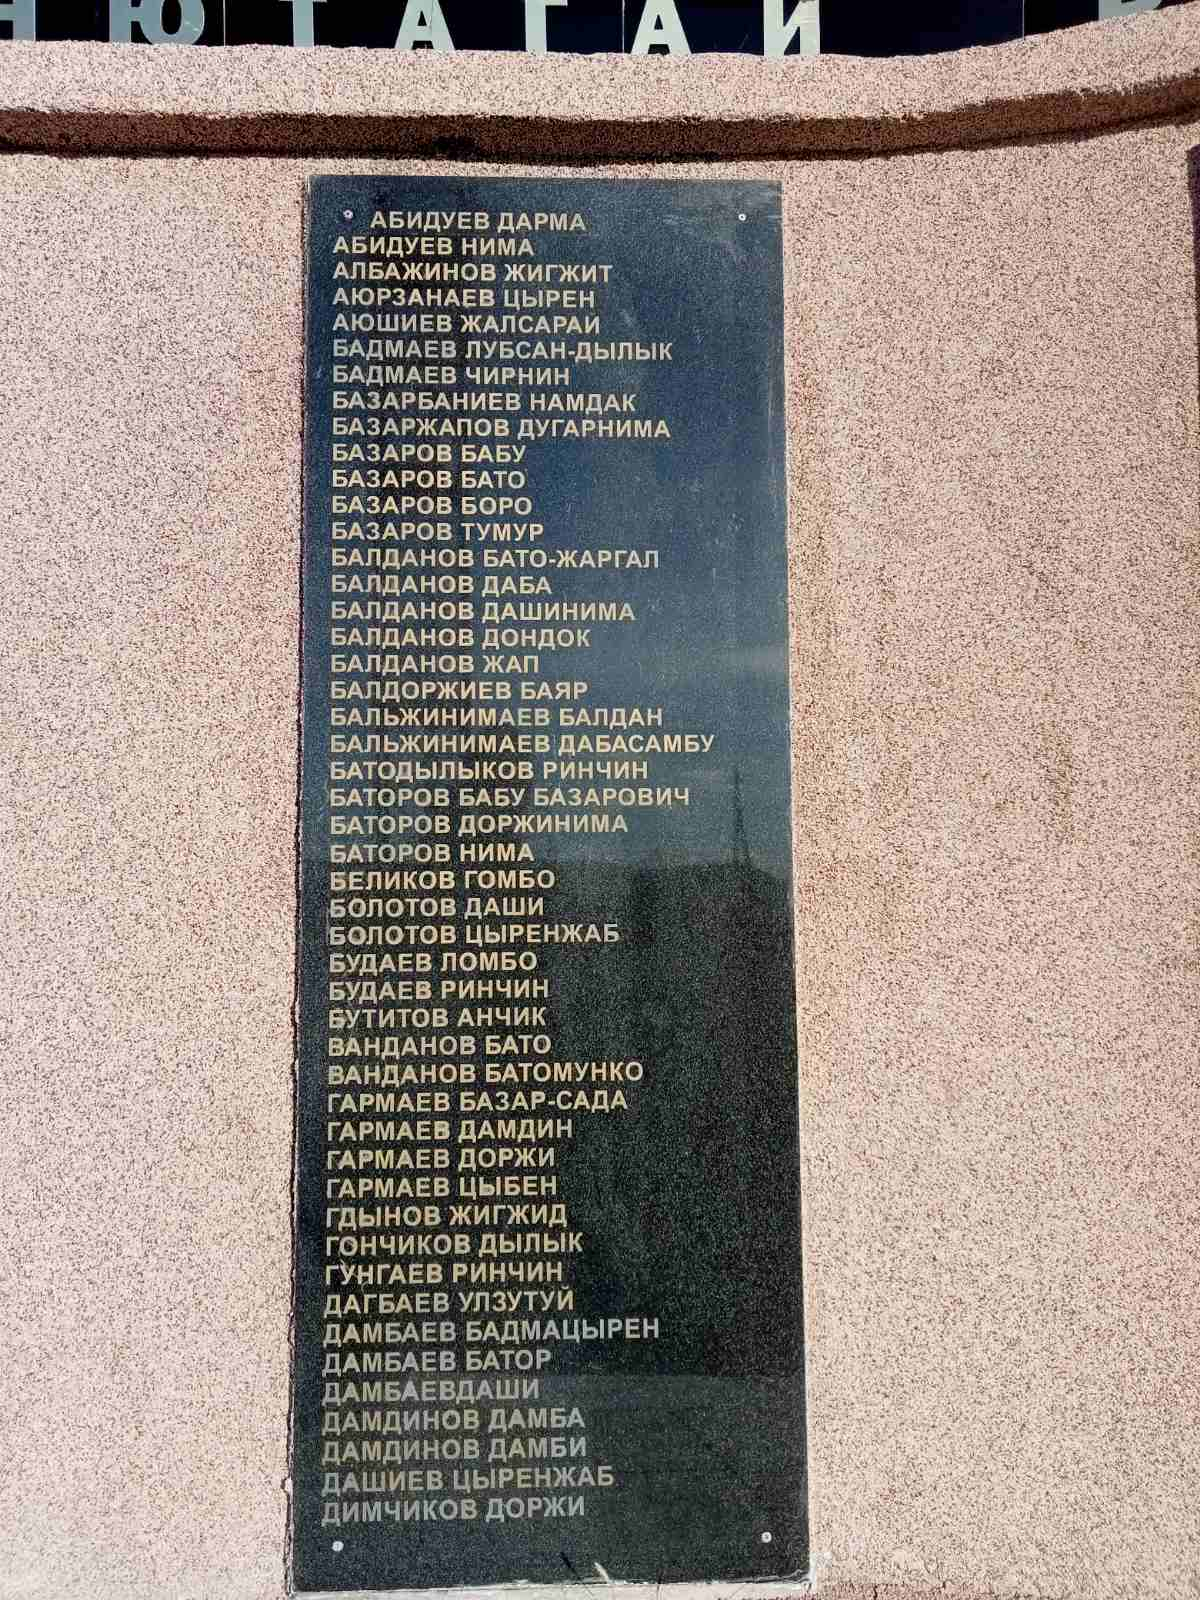 НЮТАГАЙ
АБИДУЕВ ДАРМА
АБИДУЕВ НИМА
АЛБАЖИНОВ ЖИГЖИТ
АЮРЗАНАЕВ ЦЫРЕН
АЮШИЕВ ЖАЛСАРАЙ
БАДМАЕВ ЛУБСАН-ДЫЛЫК
БАДМАЕВ ЧИРНИН
БАЗАРБАНИЕВ НАМДАК
БАЗАРЖАПОВ ДУГАРНИМА
БАЗАРОВ БАБУ
БАЗАРОВ БАТО
БАЗАРОВ БОРО
БАЗАРОВ ТУМУР
БАЛДАНОВ БАТО-ЖАРГАЛ
БАЛДАНОВ ДАБА
БАЛДАНОВ ДАШИНИМА
БАЛДАНОВ ДОНДОК
БАЛДАНОВ ЖАП
БАЛДОРЖИЕВ БАЯР
БАЛЬЖИНИМАЕВ БАЛДАН
БАЛЬЖИНИМАЕВ ДАБАСАМБУ
БАТОДЫЛЫКОВ РИНЧИН
БАТОРОВ БАБУ БАЗАРОВИЧ
БАТОРОВ ДОРЖИНИМА
БАТОРОВ НИМА
БЕЛИКОВ ГОМБО
БОЛОТОВ ДАШИ
БОЛОТОВ ЦЫРЕНЖАБ
БУДАЕВ ЛОМБО
БУДАЕВ РИНЧИН
БУТИТОВ АНЧИК
ВАНДАНОВ БАТО
ВАНДАНОВ БАТОМУНКО
ГАРМАЕВ БАЗАР-САДА
ГАРМАЕВ ДАМДИН
ГАРМАЕВ ДОРЖИ
ГАРМАЕВ ЦЫБЕН
ГДЫНОВ ЖИГЖИД
ГОНЧИКОВ ДЫЛЫК
ГУНГАЕВ РИНЧИН
ДАГБАЕВ УЛЗУТУЙ
ДАМБАЕВ БАДМАЦЫРЕН
ДАМБАЕВ БАТОР
ДАМБАЕВДАШИ
ДАМДИНОВ ДАМБА
ДАМДИНОВ ДАМБИ
ДАШИЕВ ЦЫРЕНЖАБ
ДИМЧИКОВ ДОРЖИ